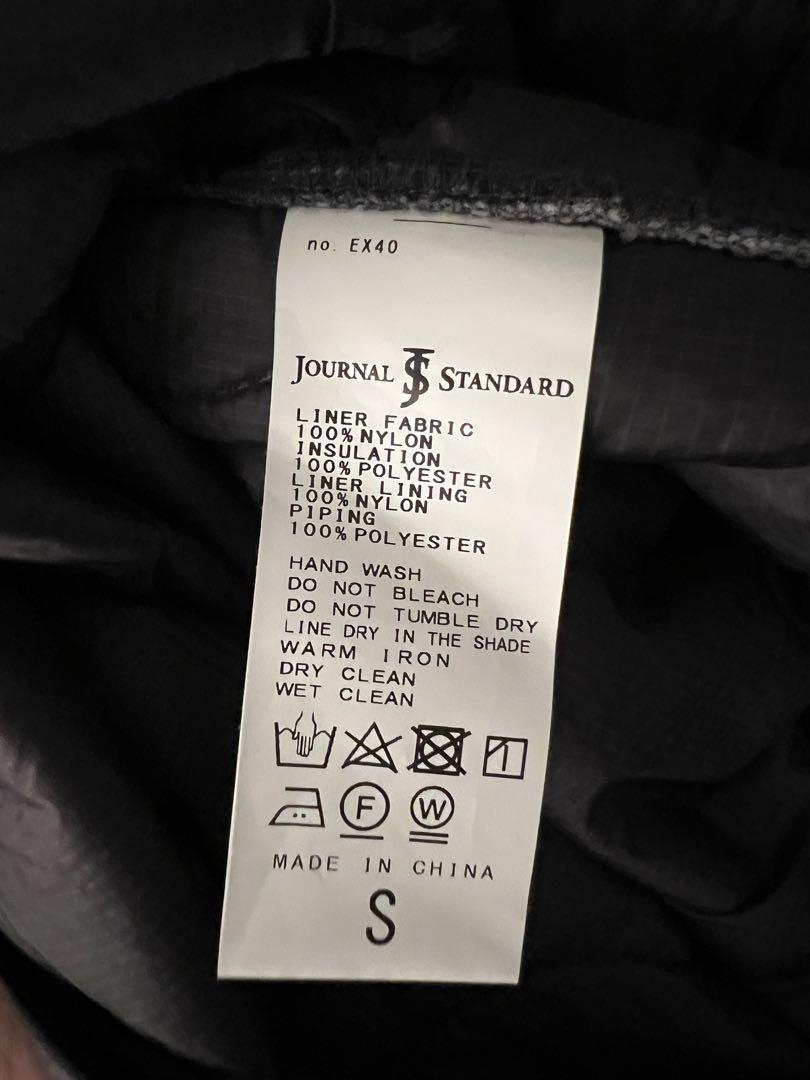 no. EX40
JOURNAL JS STANDARD
LINER FABRIC
100% NYLON
INSULATION
100% POLYESTER
LINER LINING
100% NYLON
PIPING
100% POLYESTER
HAND WASH
DO NOT BLEACH
DO NOT TUMBLE DRY
LINE DRY IN THE SHADE
WARM IRON
DRY CLEAN
WET CLEAN
F W
MADE IN CHINA
S